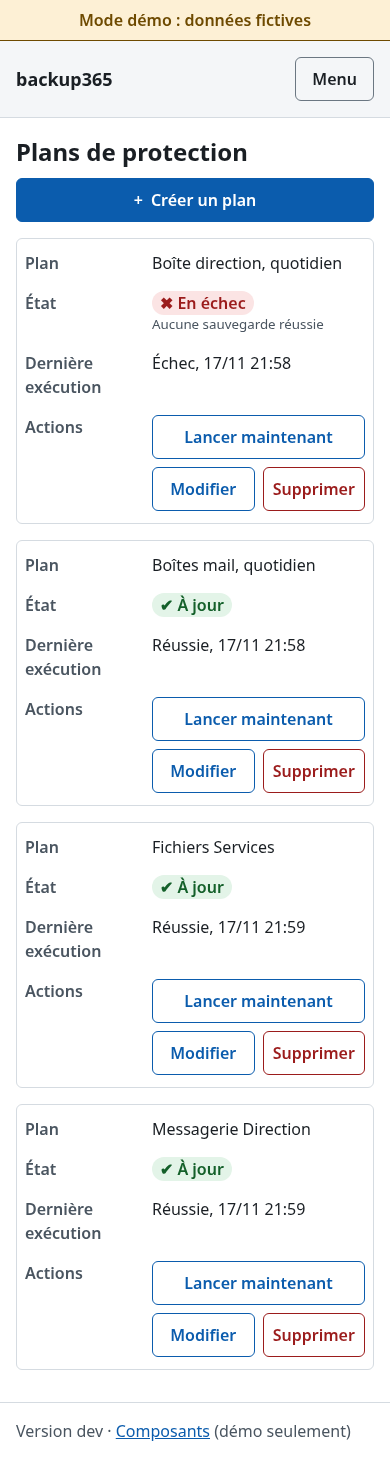 Mode démo : données fictives
backup365
Menu
Plans de protection
+ Créer un plan
Plan
Boîte direction, quotidien
État
✖ En échec
Aucune sauvegarde réussie
Dernière
exécution
Échec, 17/11 21:58
Actions
Lancer maintenant
Modifier
Supprimer
Plan
Boîtes mail, quotidien
État
✔ À jour
Dernière
exécution
Réussie, 17/11 21:58
Actions
Lancer maintenant
Modifier
Supprimer
Plan
Fichiers Services
État
✔ À jour
Dernière
exécution
Réussie, 17/11 21:59
Actions
Lancer maintenant
Modifier
Supprimer
Plan
Messagerie Direction
État
✔ À jour
Dernière
exécution
Réussie, 17/11 21:59
Actions
Lancer maintenant
Modifier
Supprimer
Version dev · Composants (démo seulement)